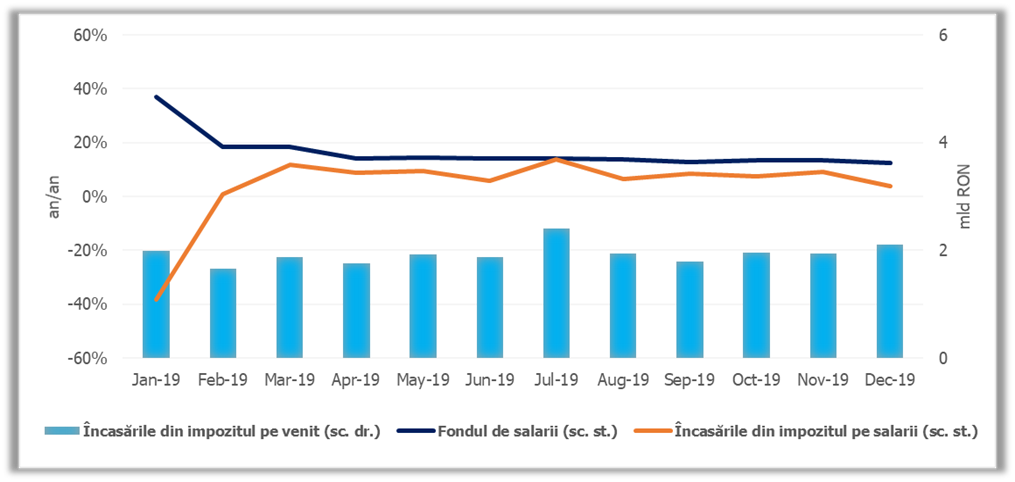 60%
40%
20%
0%
-20%
-40%
-60%
an/an
6
4
2
0
mld RON
Jan-19 Feb-19 Mar-19 Apr-19 May-19 Jun-19 Jul-19 Aug-19 Sep-19 Oct-19 Nov-19 Dec-19
Încasările din impozitul pe venit (sc. dr.) Fondul de salarii (sc. st.) Încasările din impozitul pe salarii (sc. st.)